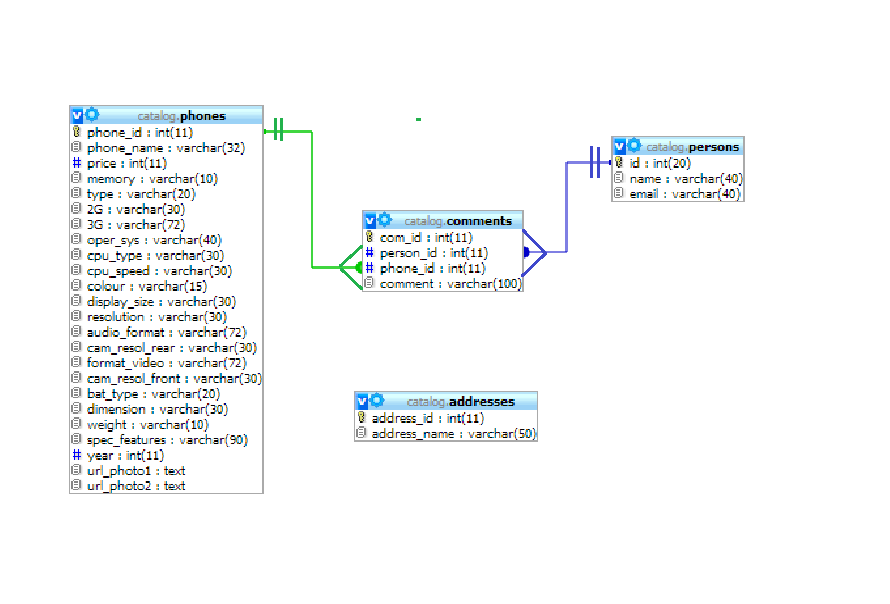 catalog.phones
phone_id : int(11)
phone_name : varchar(32)
price : int(11)
memory : varchar(10)
type : varchar(20)
2G : varchar(30)
3G : varchar(72)
oper_sys : varchar(40)
cpu_type : varchar(30)
cpu_speed : varchar(30)
colour : varchar(15)
display_size : varchar(30)
resolution : varchar(30)
audio_format : varchar(72)
cam_resol_rear : varchar(30)
format_video : varchar(72)
cam_resol_front : varchar(30)
bat_type : varchar(20)
dimension : varchar(30)
weight : varchar(10)
spec_features : varchar(90)
# year : int(11)
url_photo1 : text
url_photo2 : text
catalog.comments
com_id : int(11)
# person_id : int(11)
# phone_id : int(11)
comment : varchar(100)
catalog.persons
id : int(20)
name : varchar(40)
email : varchar(40)
catalog.addresses
address_id : int(11)
address_name : varchar(50)